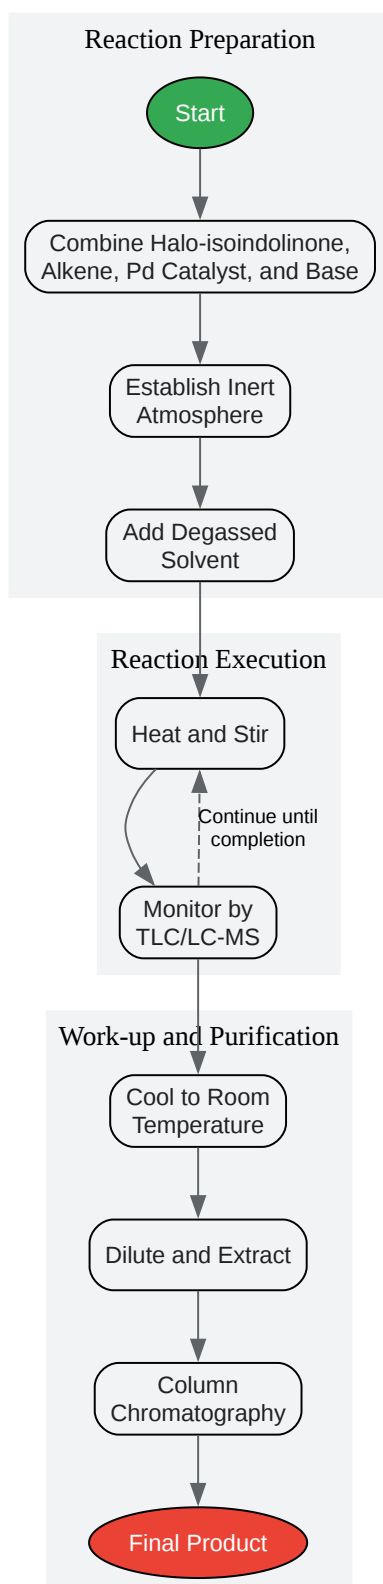 Reaction Preparation
Start
Combine Halo-isoindolinone,
Alkene, Pd Catalyst, and Base
Establish Inert
Atmosphere
Add Degassed
Solvent
Reaction Execution
Heat and Stir
Continue until
completion
Monitor by
TLC/LC-MS
Work-up and Purification
Cool to Room
Temperature
Dilute and Extract
Column
Chromatography
Final Product